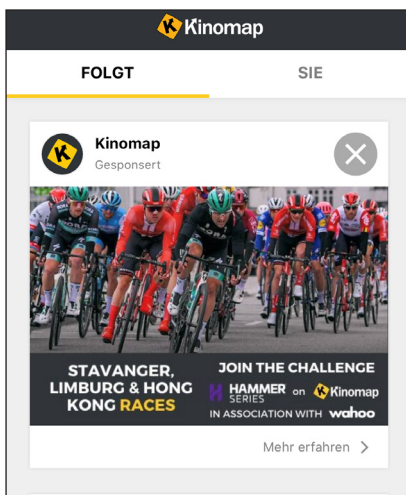 Kinomap
FOLGT
SIE
Kinomap
Gesponsert
STAVANGER,
LIMBURG & HONG
KONG RACES
JOIN THE CHALLENGE
HAMMER SERIES on Kinomap
IN ASSOCIATION WITH wahoo
Mehr erfahren